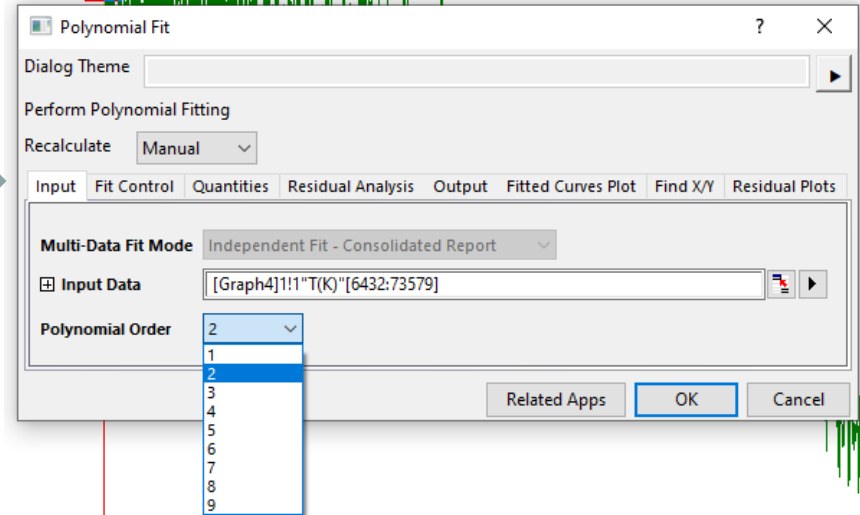 Polynomial Fit ?
Dialog Theme
Perform Polynomial Fitting
Recalculate Manual
Input Fit Control Quantities Residual Analysis Output Fitted Curves Plot Find X/Y Residual Plots
Multi-Data Fit Mode Independent Fit - Consolidated Report
Input Data [Graph4]1!1"T(K)"[6432:73579]
Polynomial Order 2
1
2
3
4
5
6
7
8
9
Related Apps OK Cancel